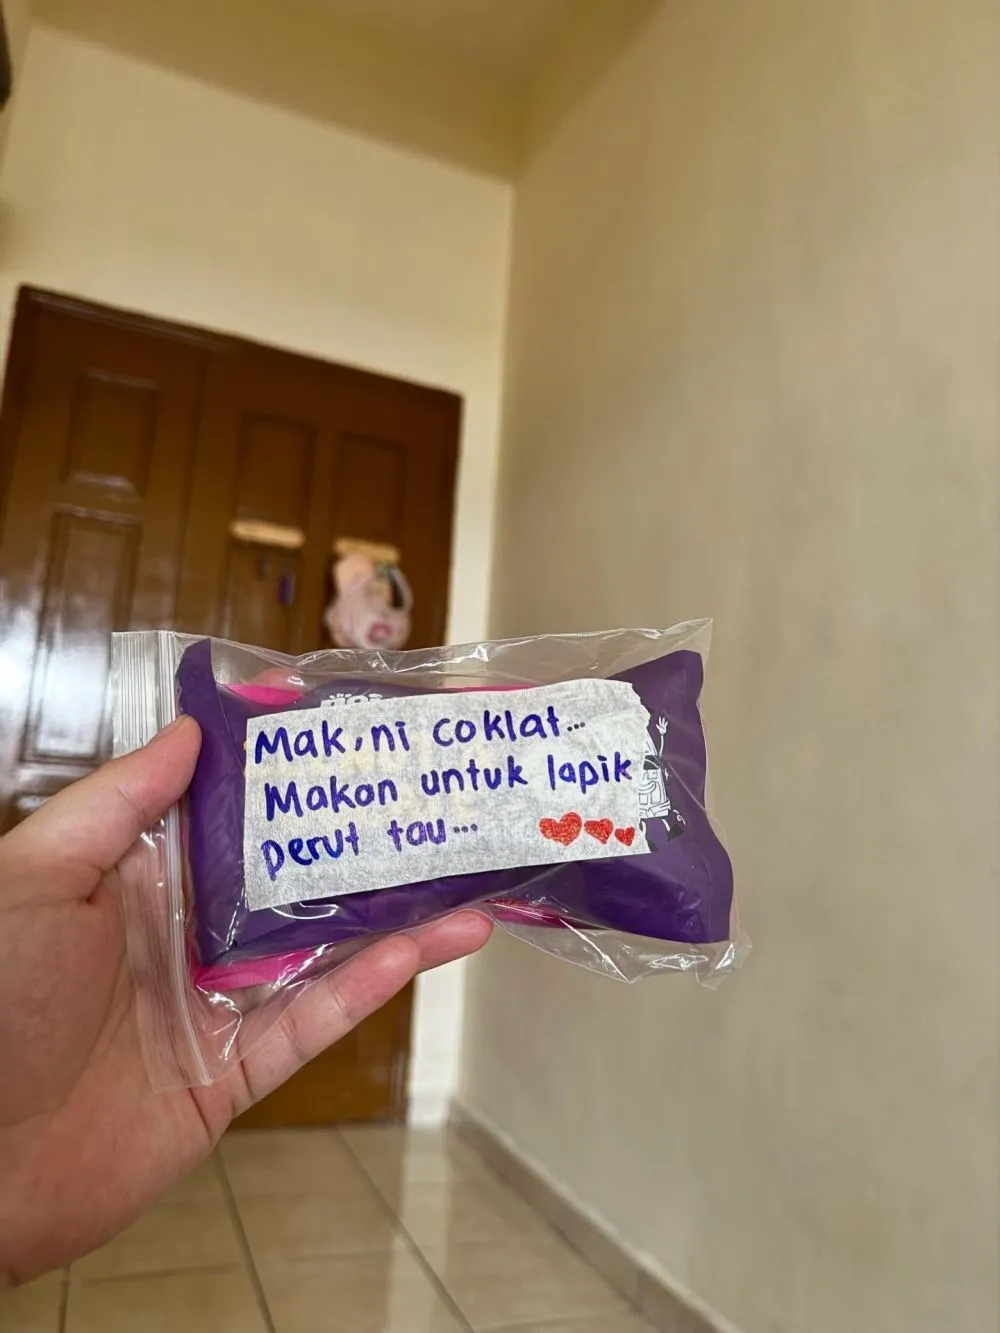 Mak, ni coklat...
Makan untuk lapik
perut tau...